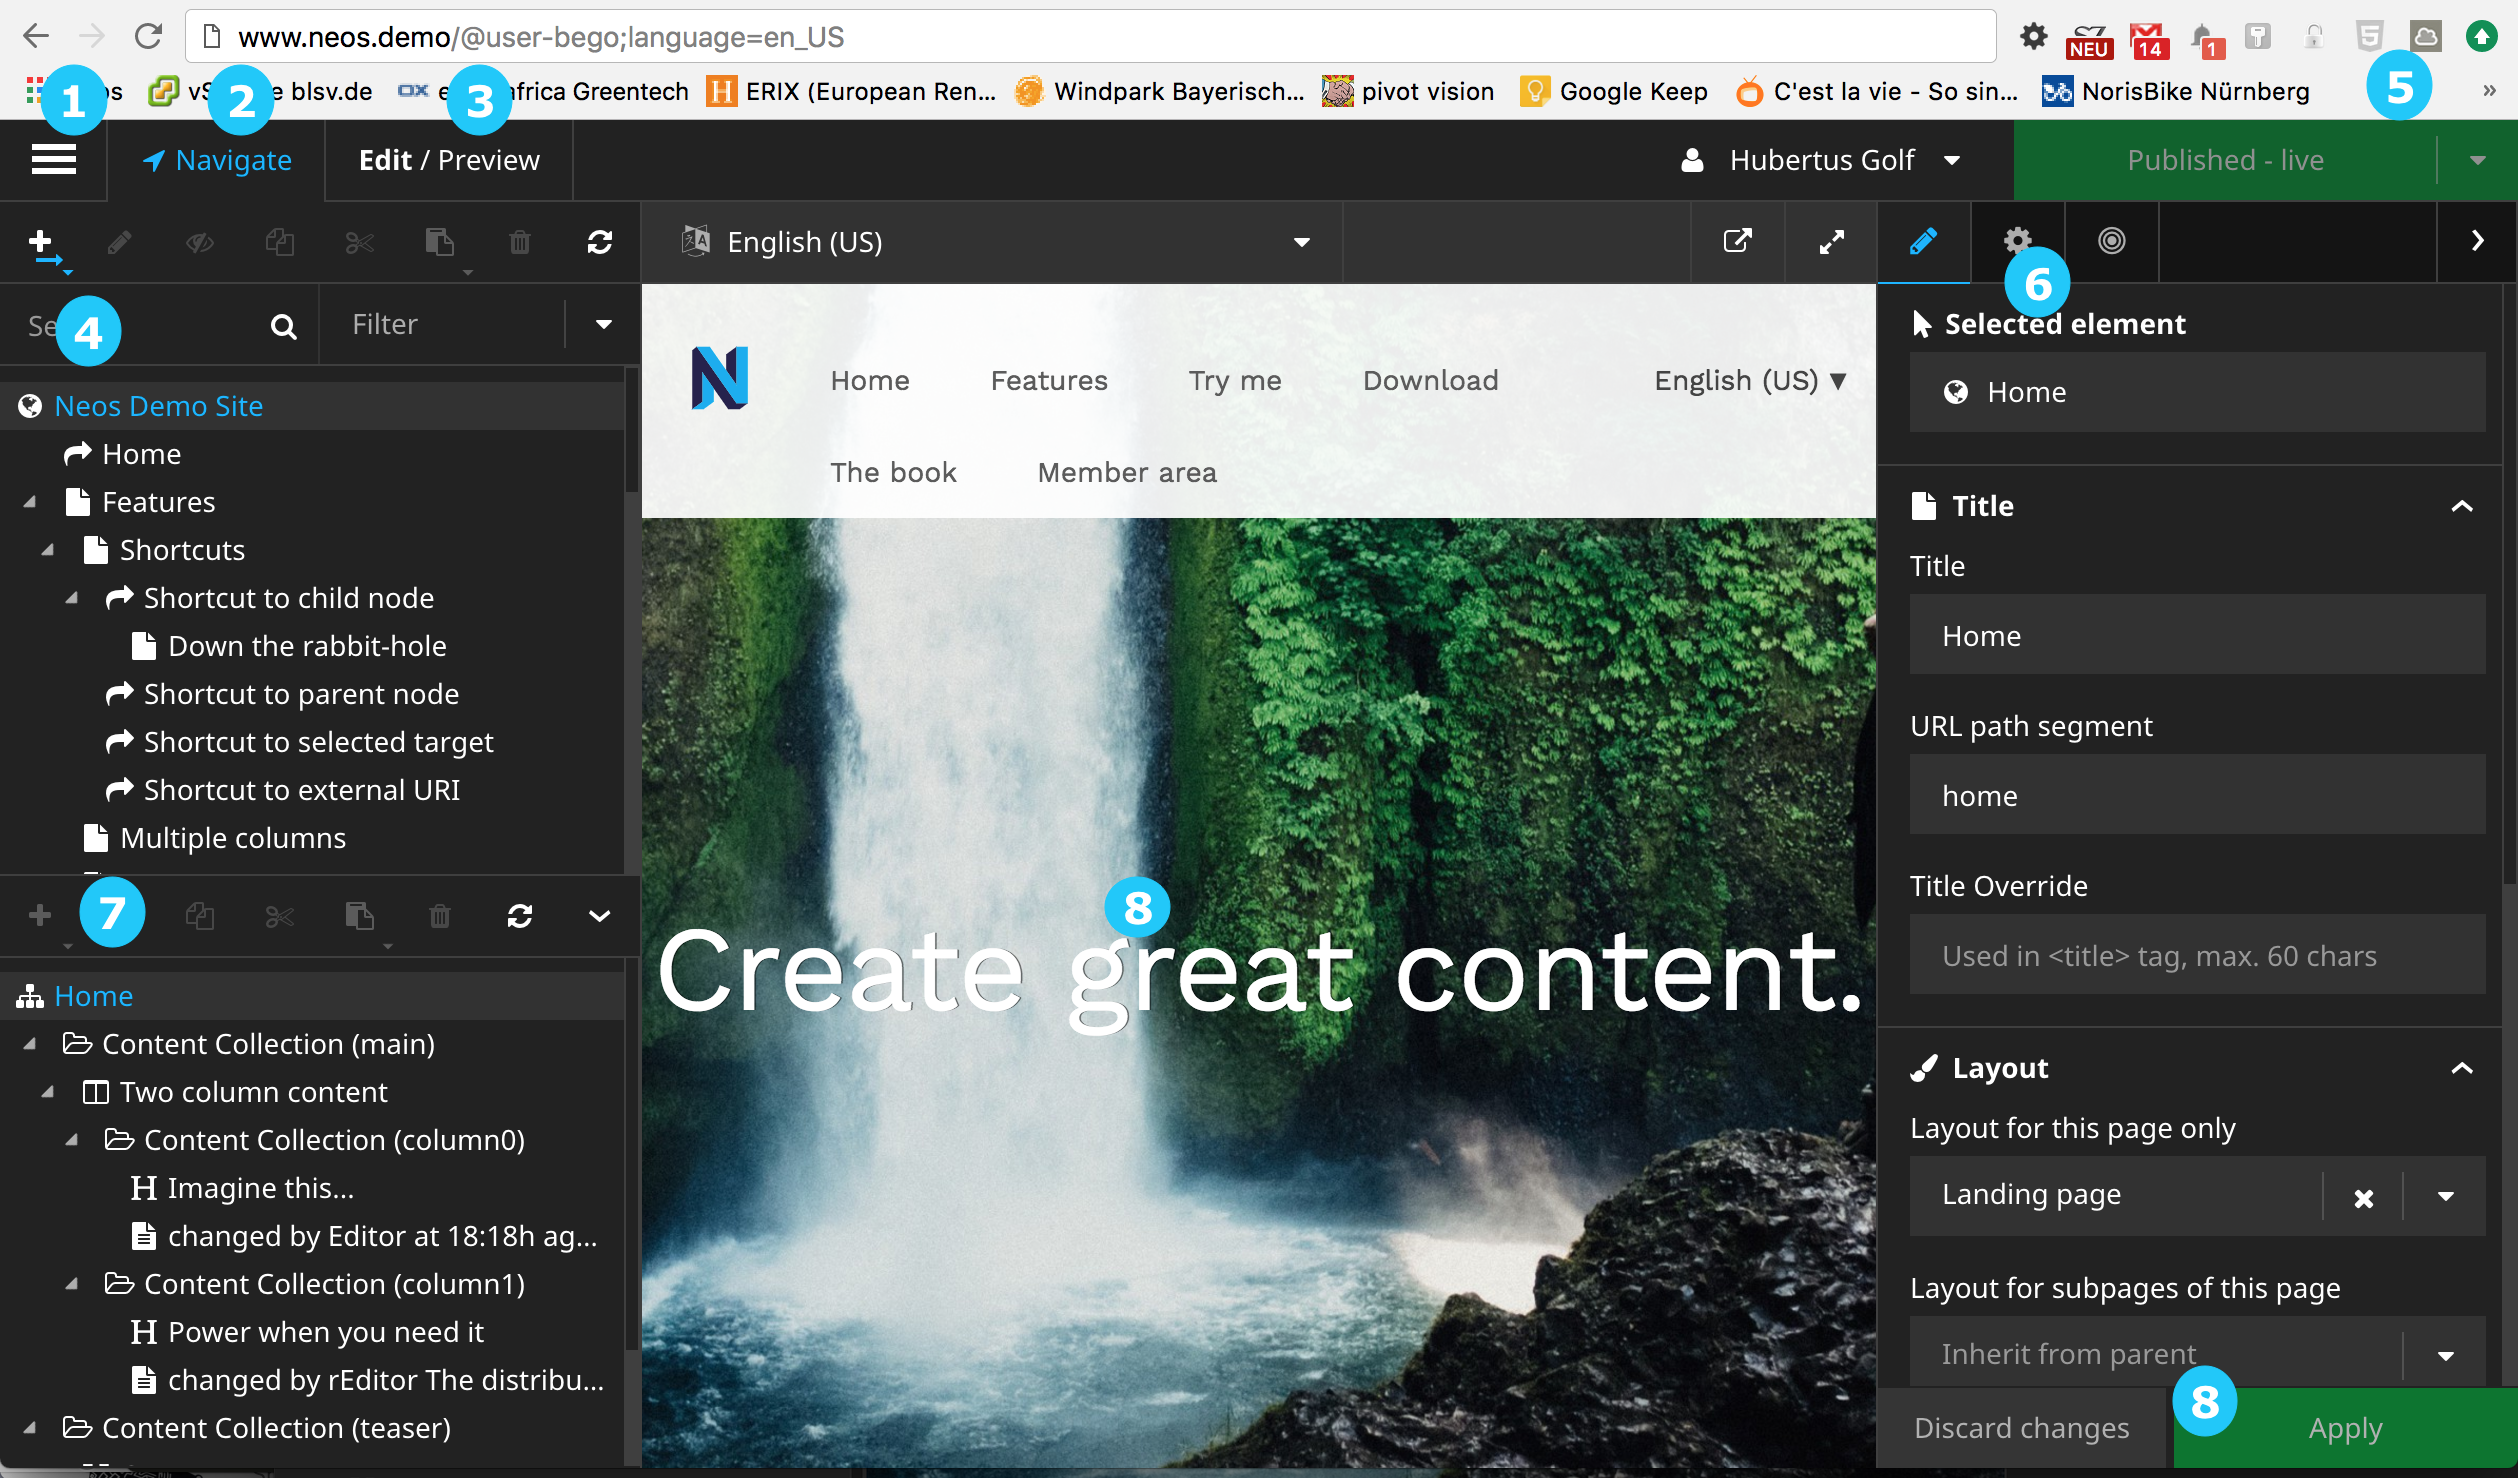 www.neos.demo/@user-bego;language=en_US
NEU 14 1
1 2 blsv.de 3 africa Greentech ERIX (European Ren... Windpark Bayerisch... pivot vision Google Keep C'est la vie - So sin... NorisBike Nürnberg 5 »
Navigate Edit / Preview Hubertus Golf Published - live
English (US)
6
4 Filter
Selected element
Home
Neos Demo Site
Home
Features
Shortcuts
Shortcut to child node
Down the rabbit-hole
Shortcut to parent node
Shortcut to selected target
Shortcut to external URI
Multiple columns
7
Home
Content Collection (main)
Two column content
Content Collection (column0)
Imagine this...
changed by Editor at 18:18h ag...
Content Collection (column1)
Power when you need it
changed by rEditor The distribu...
Content Collection (teaser)
N Home Features Try me Download English (US) ▼
The book Member area
8
Create great content.
Title
Title
Home
URL path segment
home
Title Override
Used in <title> tag, max. 60 chars
Layout
Layout for this page only
Landing page
Layout for subpages of this page
Inherit from parent
8
Discard changes Apply